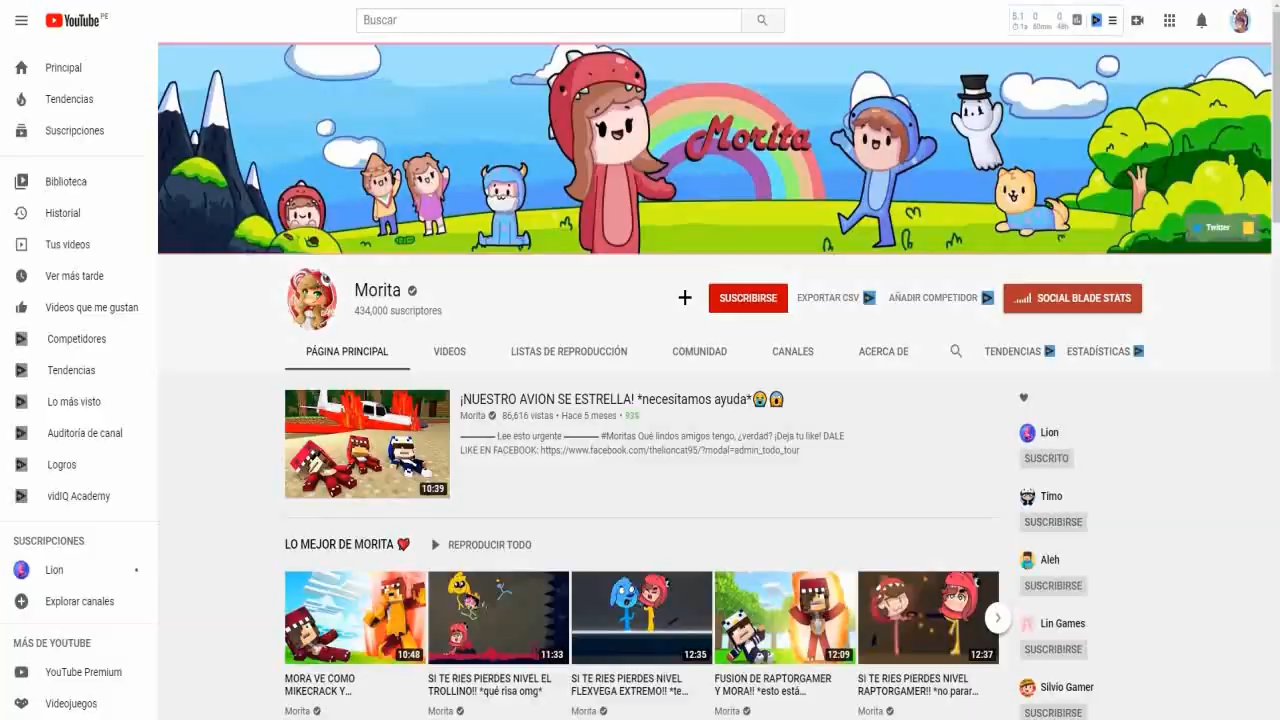 YouTube PE
Buscar
5.1 0 0
1s 60min 48h
Principal
Tendencias
Suscripciones
Biblioteca
Historial
Tus videos
Ver más tarde
Videos que me gustan
Competidores
Tendencias
Lo más visto
Auditoría de canal
Logros
vidIQ Academy
SUSCRIPCIONES
Lion
Explorar canales
MÁS DE YOUTUBE
YouTube Premium
Videojuegos
Morita
Twitter
Morita
434,000 suscriptores
SUSCRIBIRSE
EXPORTAR CSV
AÑADIR COMPETIDOR
SOCIAL BLADE STATS
PÁGINA PRINCIPAL VIDEOS LISTAS DE REPRODUCCIÓN COMUNIDAD CANALES ACERCA DE TENDENCIAS ESTADÍSTICAS
10:39
¡NUESTRO AVION SE ESTRELLA! *necesitamos ayuda*😭😱
Morita 86,616 vistas • Hace 5 meses • 93%
———— Lee esto urgente ———— #Moritas Qué lindos amigos tengo, ¿verdad? ¡Deja tu like! DALE
LIKE EN FACEBOOK: https://www.facebook.com/thelioncat95/?modal=admin_todo_tour
LO MEJOR DE MORITA 💘 REPRODUCIR TODO
10:48
MORA VE COMO
MIKECRACK Y...
Morita
11:33
SI TE RIES PIERDES NIVEL EL
TROLLINO!! *qué risa omg*
Morita
12:35
SI TE RIES PIERDES NIVEL
FLEXVEGA EXTREMO!! *te...
Morita
12:09
FUSION DE RAPTORGAMER
Y MORA!! *esto está...
Morita
12:37
SI TE RIES PIERDES NIVEL
RAPTORGAMER!! *no parar...
Morita
♥
Lion
SUSCRITO
Timo
SUSCRIBIRSE
Aleh
SUSCRIBIRSE
Lin Games
SUSCRIBIRSE
Silvio Gamer
SUSCRIBIRSE